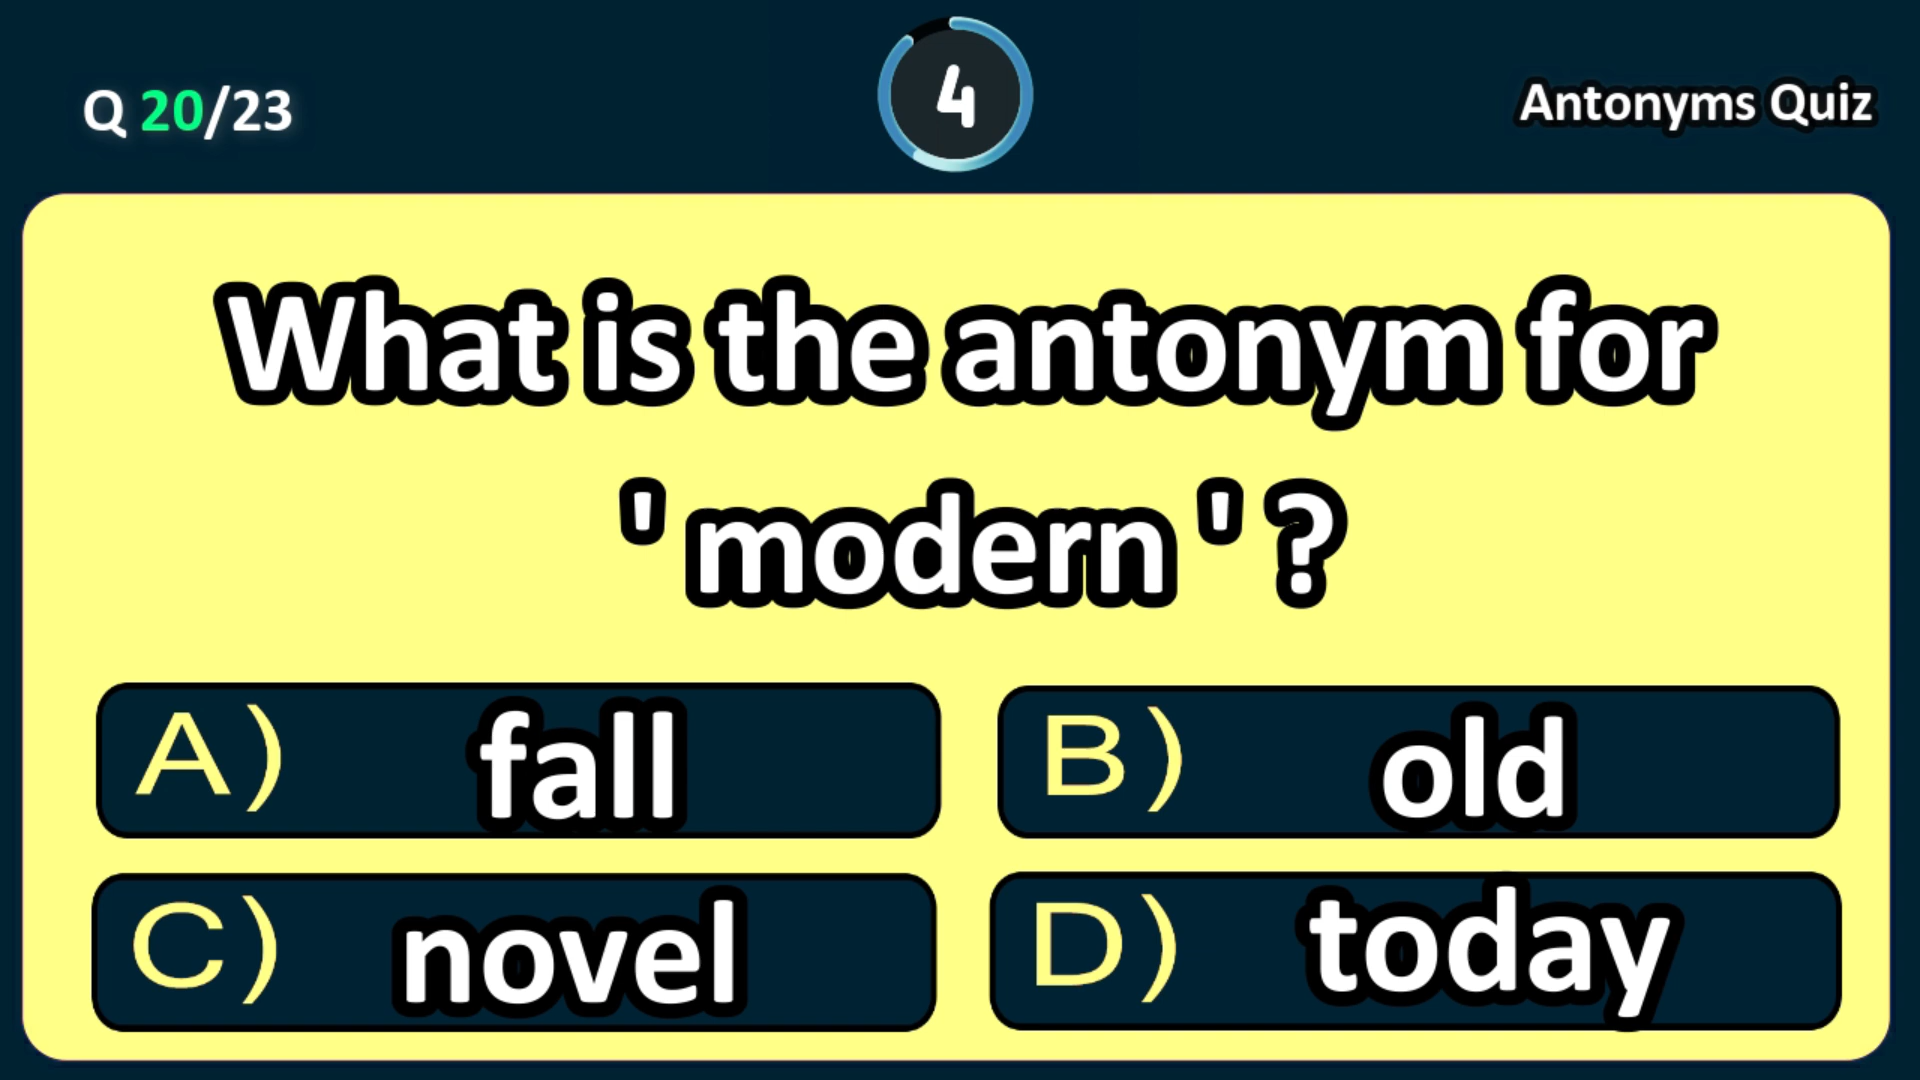 Q 20/23
4
Antonyms Quiz
What is the antonym for
' modern ' ?
A) fall
B) old
C) novel
D) today